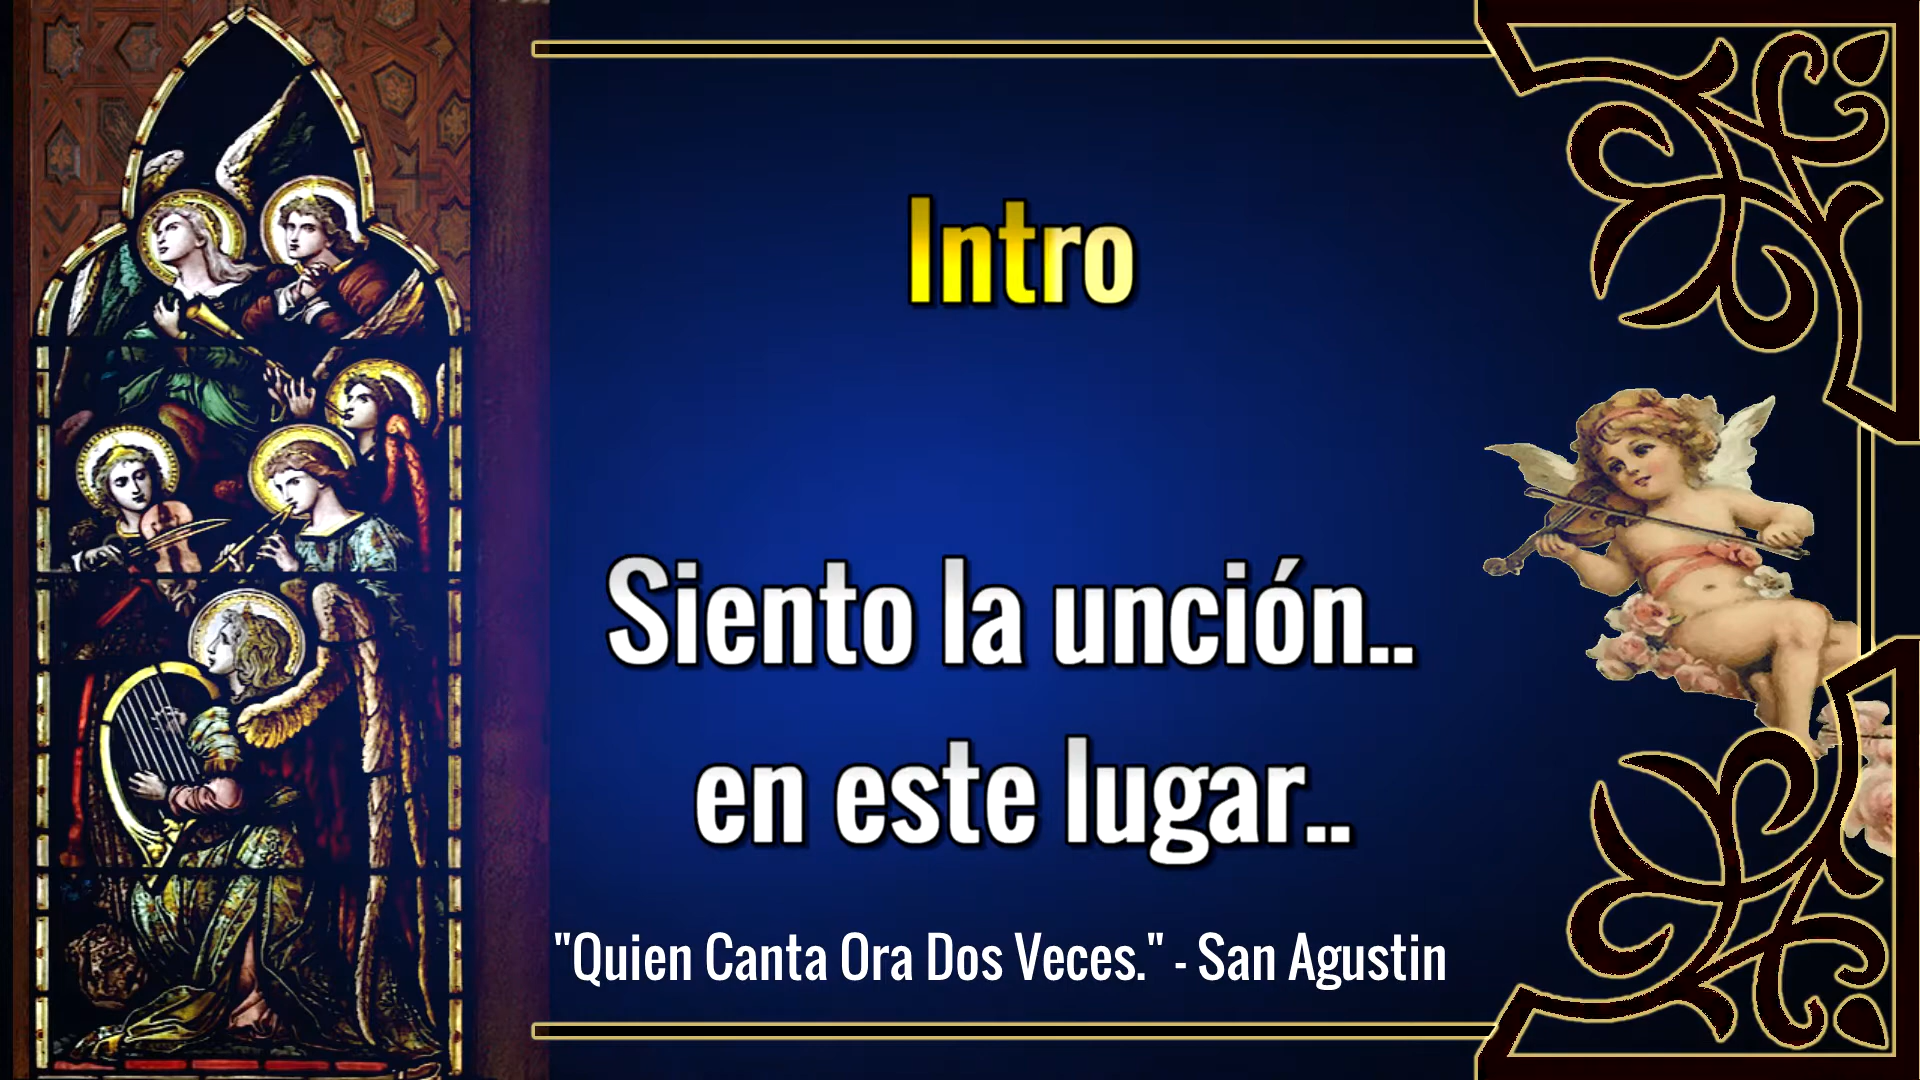 Intro
Siento la unción..
en este lugar..
"Quien Canta Ora Dos Veces." - San Agustin